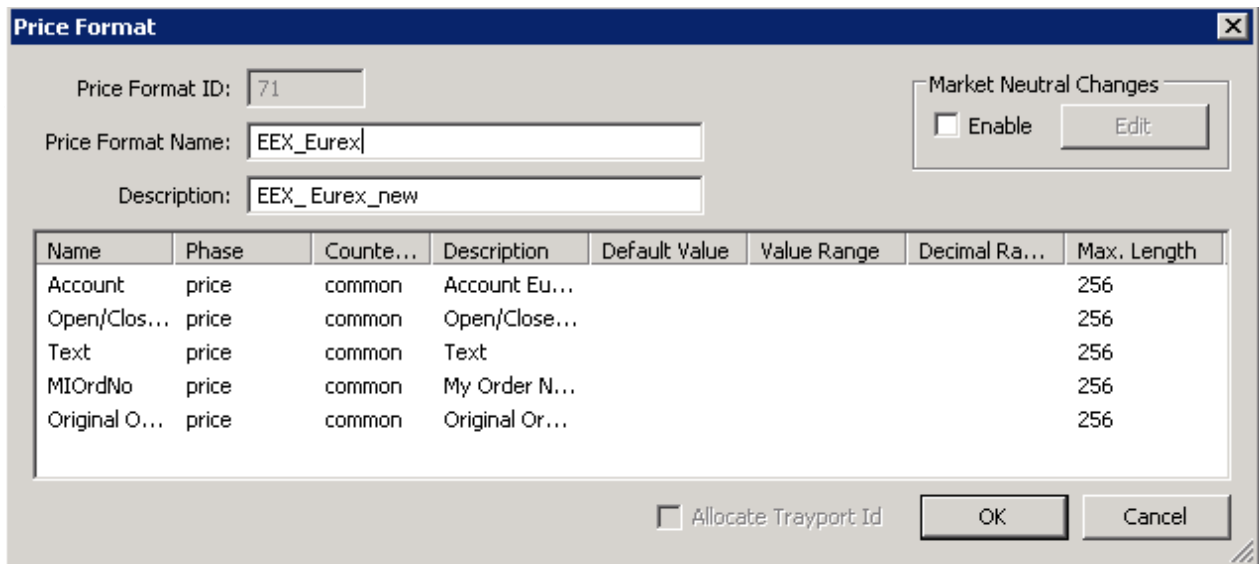 Price Format
Price Format ID: 71
Market Neutral Changes
Enable Edit
Price Format Name: EEX_Eurex
Description: EEX_ Eurex_new
Name Phase Counte... Description Default Value Value Range Decimal Ra... Max. Length
Account price common Account Eu... 256
Open/Clos... price common Open/Close... 256
Text price common Text 256
MIOrdNo price common My Order N... 256
Original O... price common Original Or... 256
Allocate Trayport Id OK Cancel